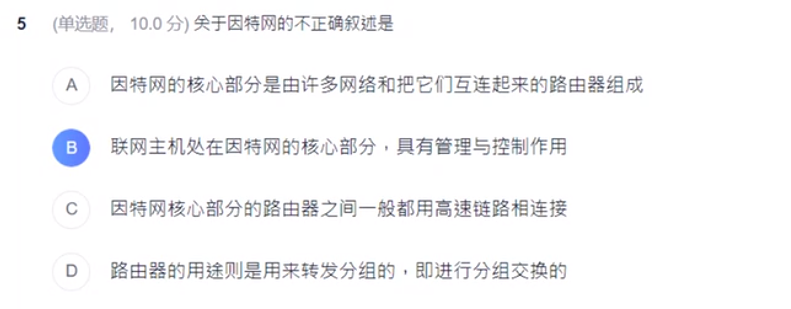 5 (单选题， 10.0 分) 关于因特网的不正确叙述是
A 因特网的核心部分是由许多网络和把它们互连起来的路由器组成
B 联网主机处在因特网的核心部分，具有管理与控制作用
C 因特网核心部分的路由器之间一般都用高速链路相连接
D 路由器的用途则是用来转发分组的，即进行分组交换的